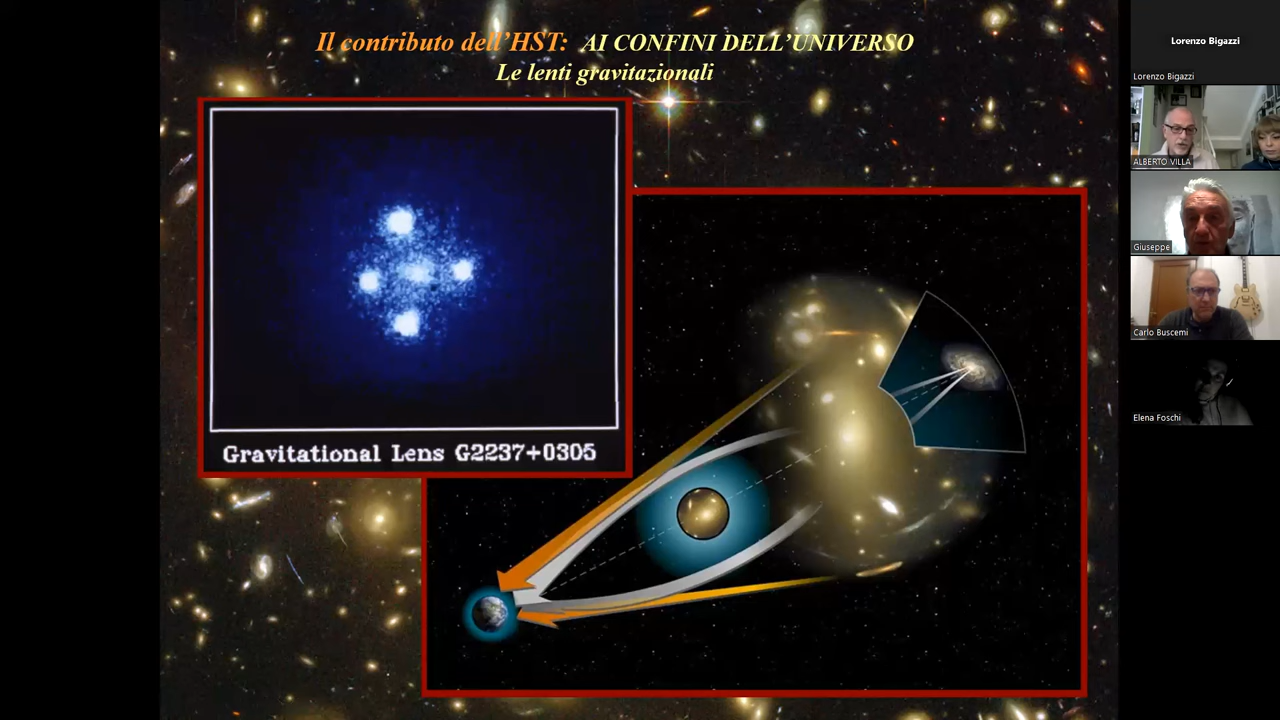 Il contributo dell'HST: AI CONFINI DELL'UNIVERSO
Le lenti gravitazionali
Gravitational Lens G2237+0305
Lorenzo Bigazzi
Lorenzo Bigazzi
ALBERTO VILLA
Giuseppe
Carlo Buscemi
Elena Foschi